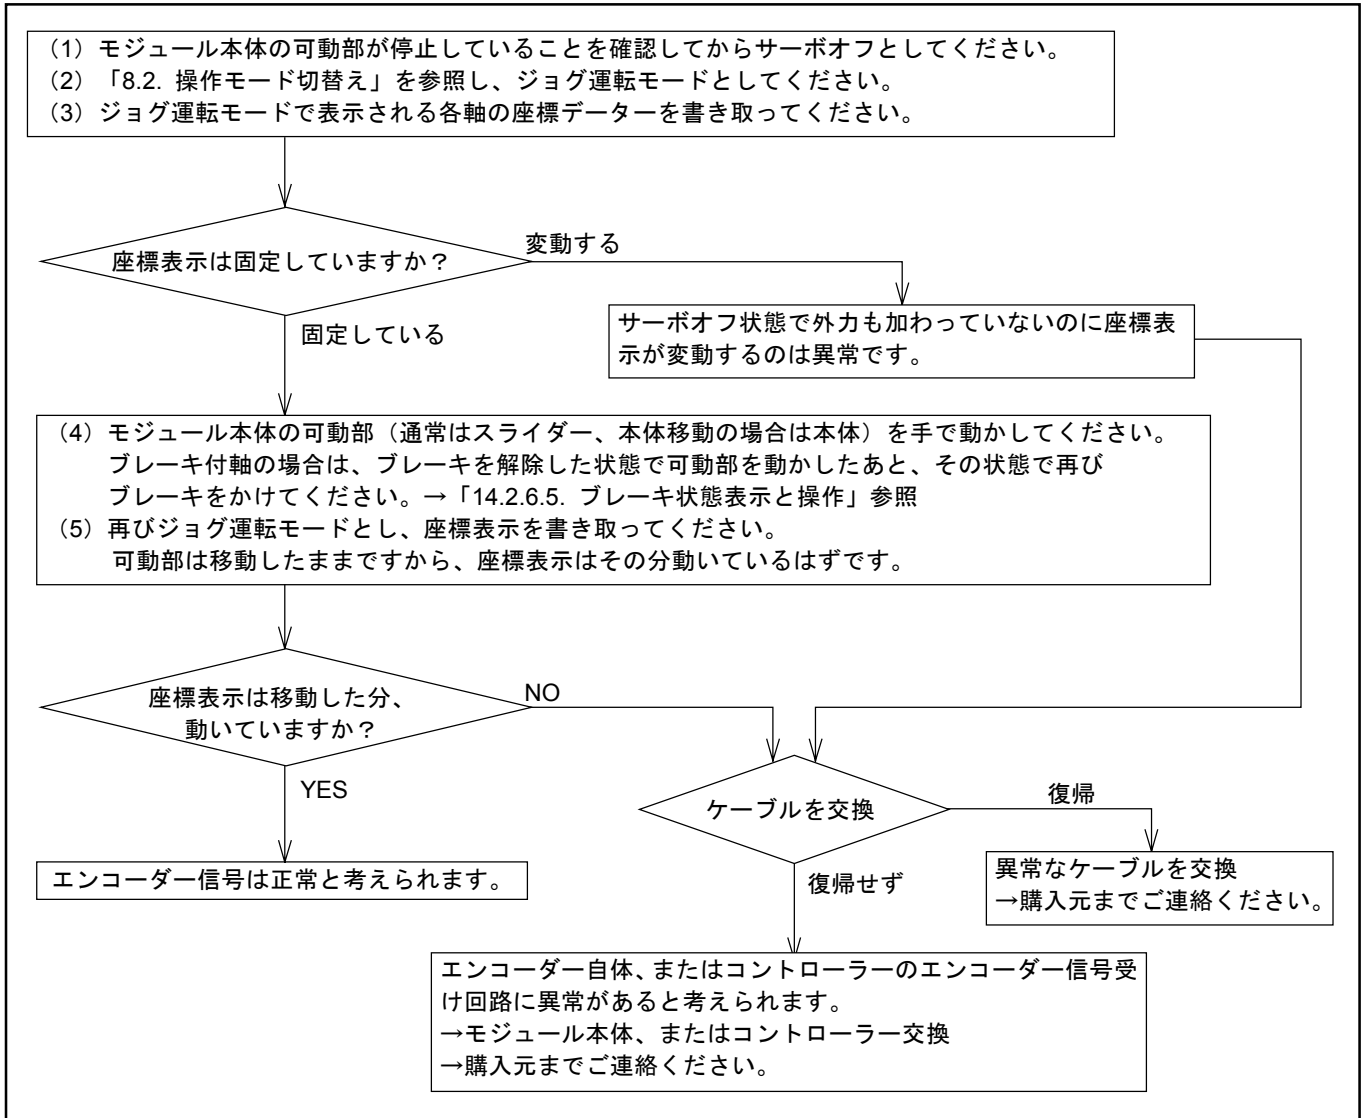 （1）モジュール本体の可動部が停止していることを確認してからサーボオフとしてください。
（2）「8.2. 操作モード切替え」を参照し、ジョグ運転モードとしてください。
（3）ジョグ運転モードで表示される各軸の座標データーを書き取ってください。
座標表示は固定していますか？
変動する
固定している
サーボオフ状態で外力も加わっていないのに座標表
示が変動するのは異常です。
（4）モジュール本体の可動部（通常はスライダー、本体移動の場合は本体）を手で動かしてください。
ブレーキ付軸の場合は、ブレーキを解除した状態で可動部を動かしたあと、その状態で再び
ブレーキをかけてください。→「14.2.6.5. ブレーキ状態表示と操作」参照
（5）再びジョグ運転モードとし、座標表示を書き取ってください。
可動部は移動したままですから、座標表示はその分動いているはずです。
座標表示は移動した分、
動いていますか？
NO
YES
エンコーダー信号は正常と考えられます。
ケーブルを交換
復帰
異常なケーブルを交換
→購入元までご連絡ください。
復帰せず
エンコーダー自体、またはコントローラーのエンコーダー信号受
け回路に異常があると考えられます。
→モジュール本体、またはコントローラー交換
→購入元までご連絡ください。